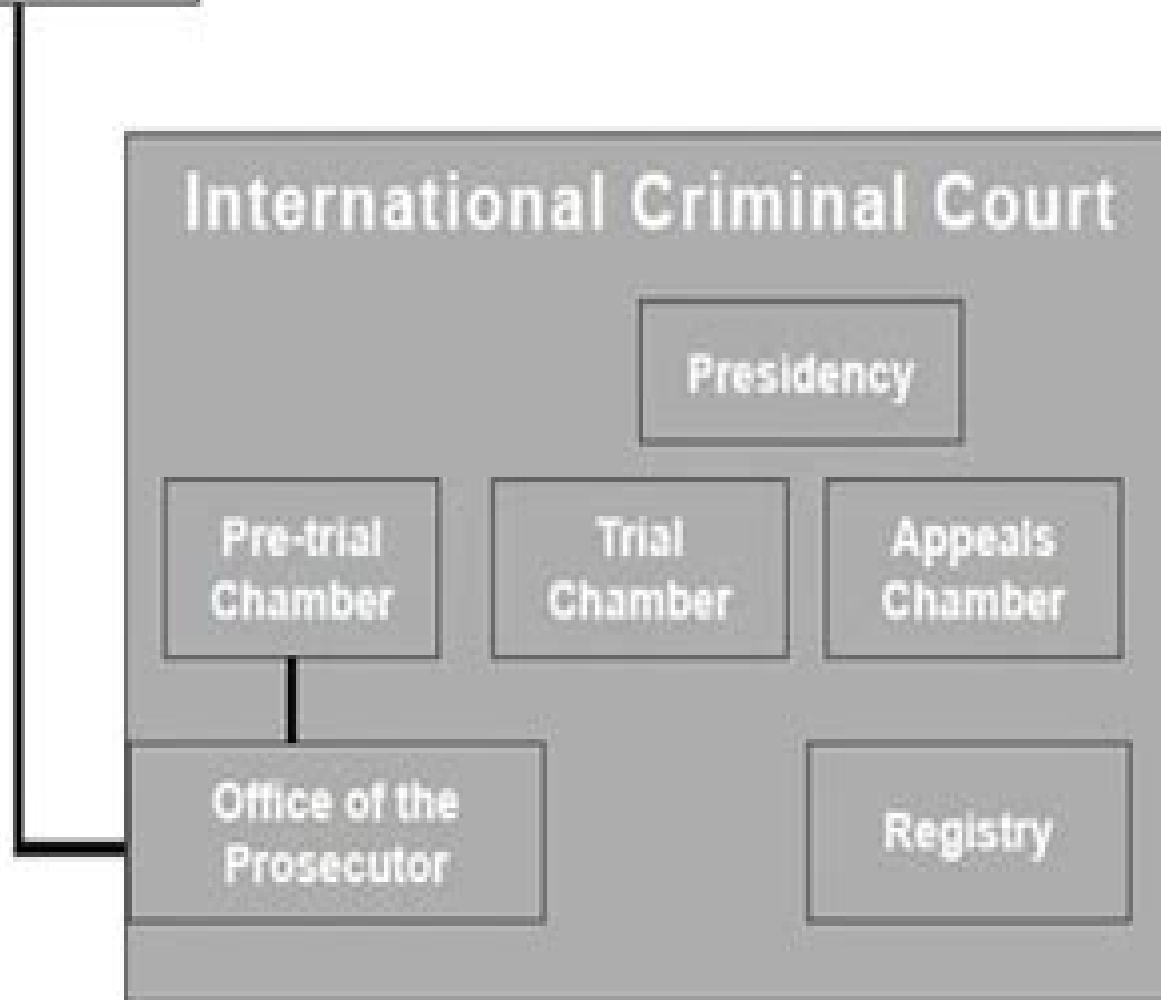 International Criminal Court
Presidency
Pre-trial
Chamber
Trial
Chamber
Appeals
Chamber
Office of the
Prosecutor
Registry